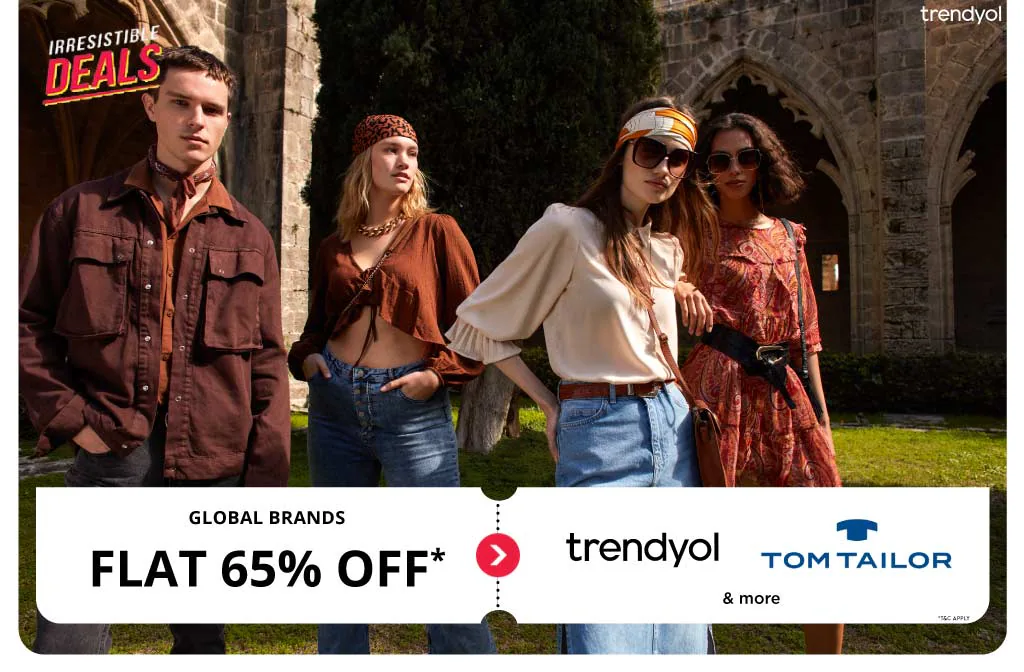 trendyol
IRRESISTIBLE
DEALS
GLOBAL BRANDS
FLAT 65% OFF*
trendyol
TOM TAILOR
& more
*T&C APPLY